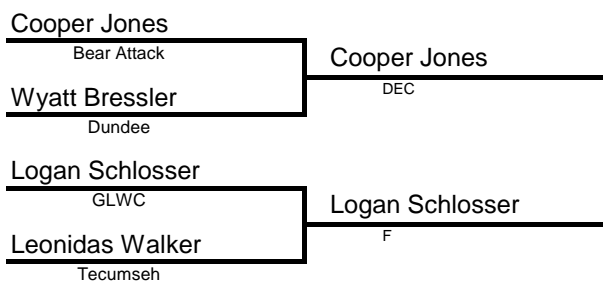 Cooper Jones
Bear Attack
Cooper Jones
DEC
Wyatt Bressler
Dundee
Logan Schlosser
GLWC
Logan Schlosser
F
Leonidas Walker
Tecumseh